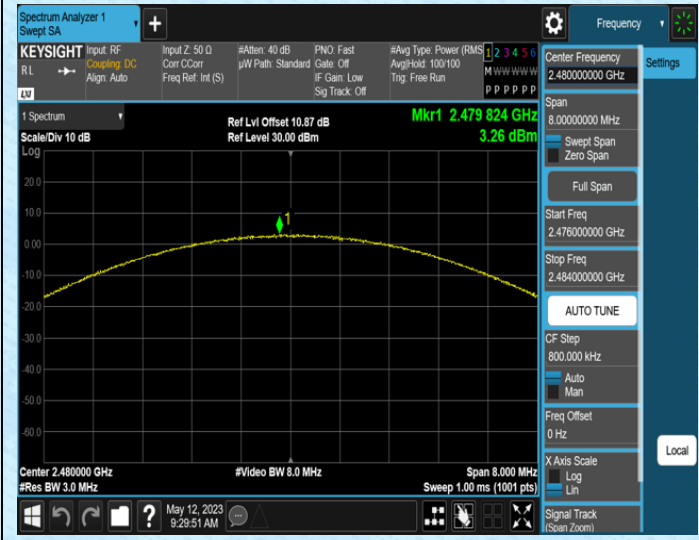 Spectrum Analyzer 1
Swept SA
+
Frequency
KEYSIGHT
RL
LXI
Input: RF
Coupling: DC
Align: Auto
Input Z: 50 Ω
Corr CCorr
Freq Ref: Int (S)
#Atten: 40 dB
µW Path: Standard
PNO: Fast
Gate: Off
IF Gain: Low
Sig Track: Off
#Avg Type: Power (RMS
Avg|Hold: 100/100
Trig: Free Run
1 2 3 4 5 6
M W W W W W
P P P P P P
1 Spectrum
Scale/Div 10 dB
Log
Ref Lvl Offset 10.87 dB
Ref Level 30.00 dBm
Mkr1 2.479 824 GHz
3.26 dBm
20.0
10.0
0.00
-10.0
-20.0
-30.0
-40.0
-50.0
-60.0
1
Center 2.480000 GHz
#Res BW 3.0 MHz
#Video BW 8.0 MHz
Span 8.000 MHz
Sweep 1.00 ms (1001 pts)
Center Frequency
2.480000000 GHz
Span
8.00000000 MHz
Swept Span
Zero Span
Full Span
Start Freq
2.476000000 GHz
Stop Freq
2.484000000 GHz
AUTO TUNE
CF Step
800.000 kHz
Auto
Man
Freq Offset
0 Hz
X Axis Scale
Log
Lin
Signal Track
(Span Zoom)
Settings
Local
?
May 12, 2023
9:29:51 AM